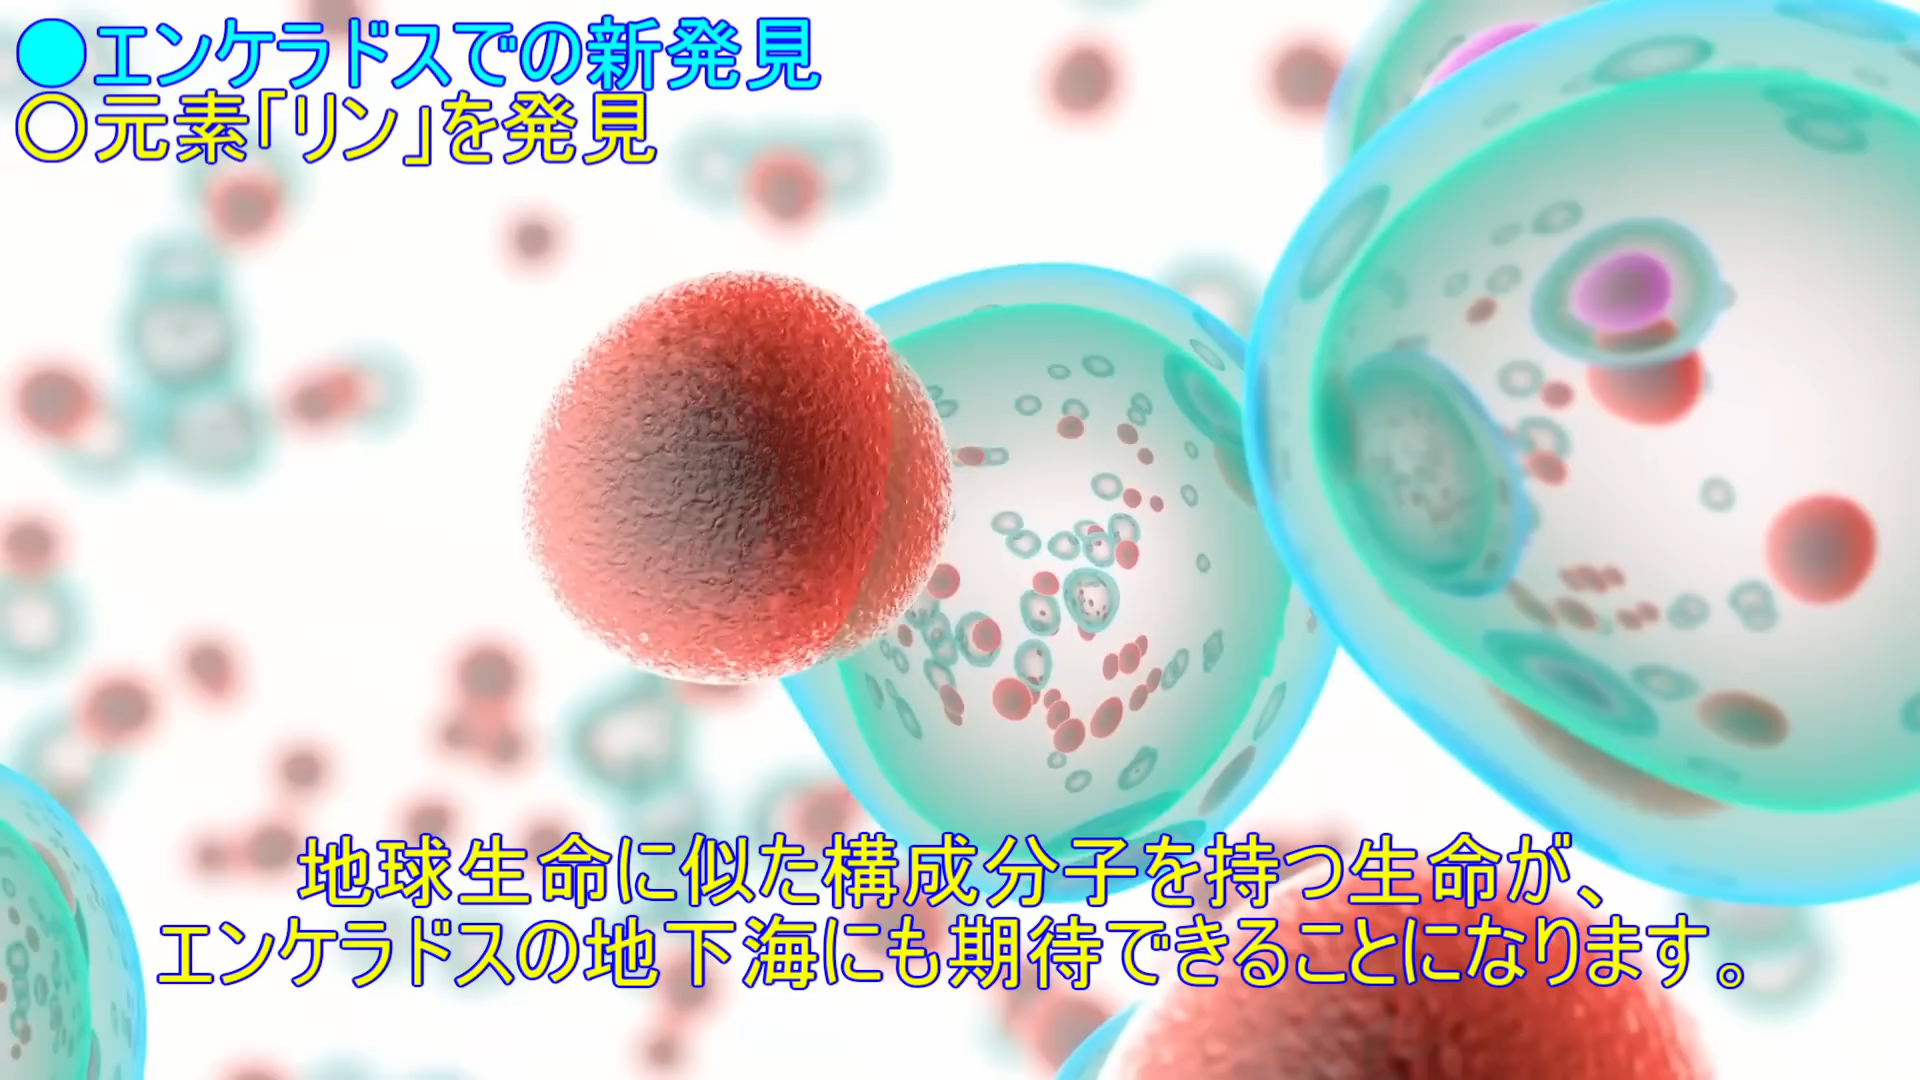 ●エンケラドスでの新発見
○元素「リン」を発見
地球生命に似た構成分子を持つ生命が、
エンケラドスの地下海にも期待できることになります。